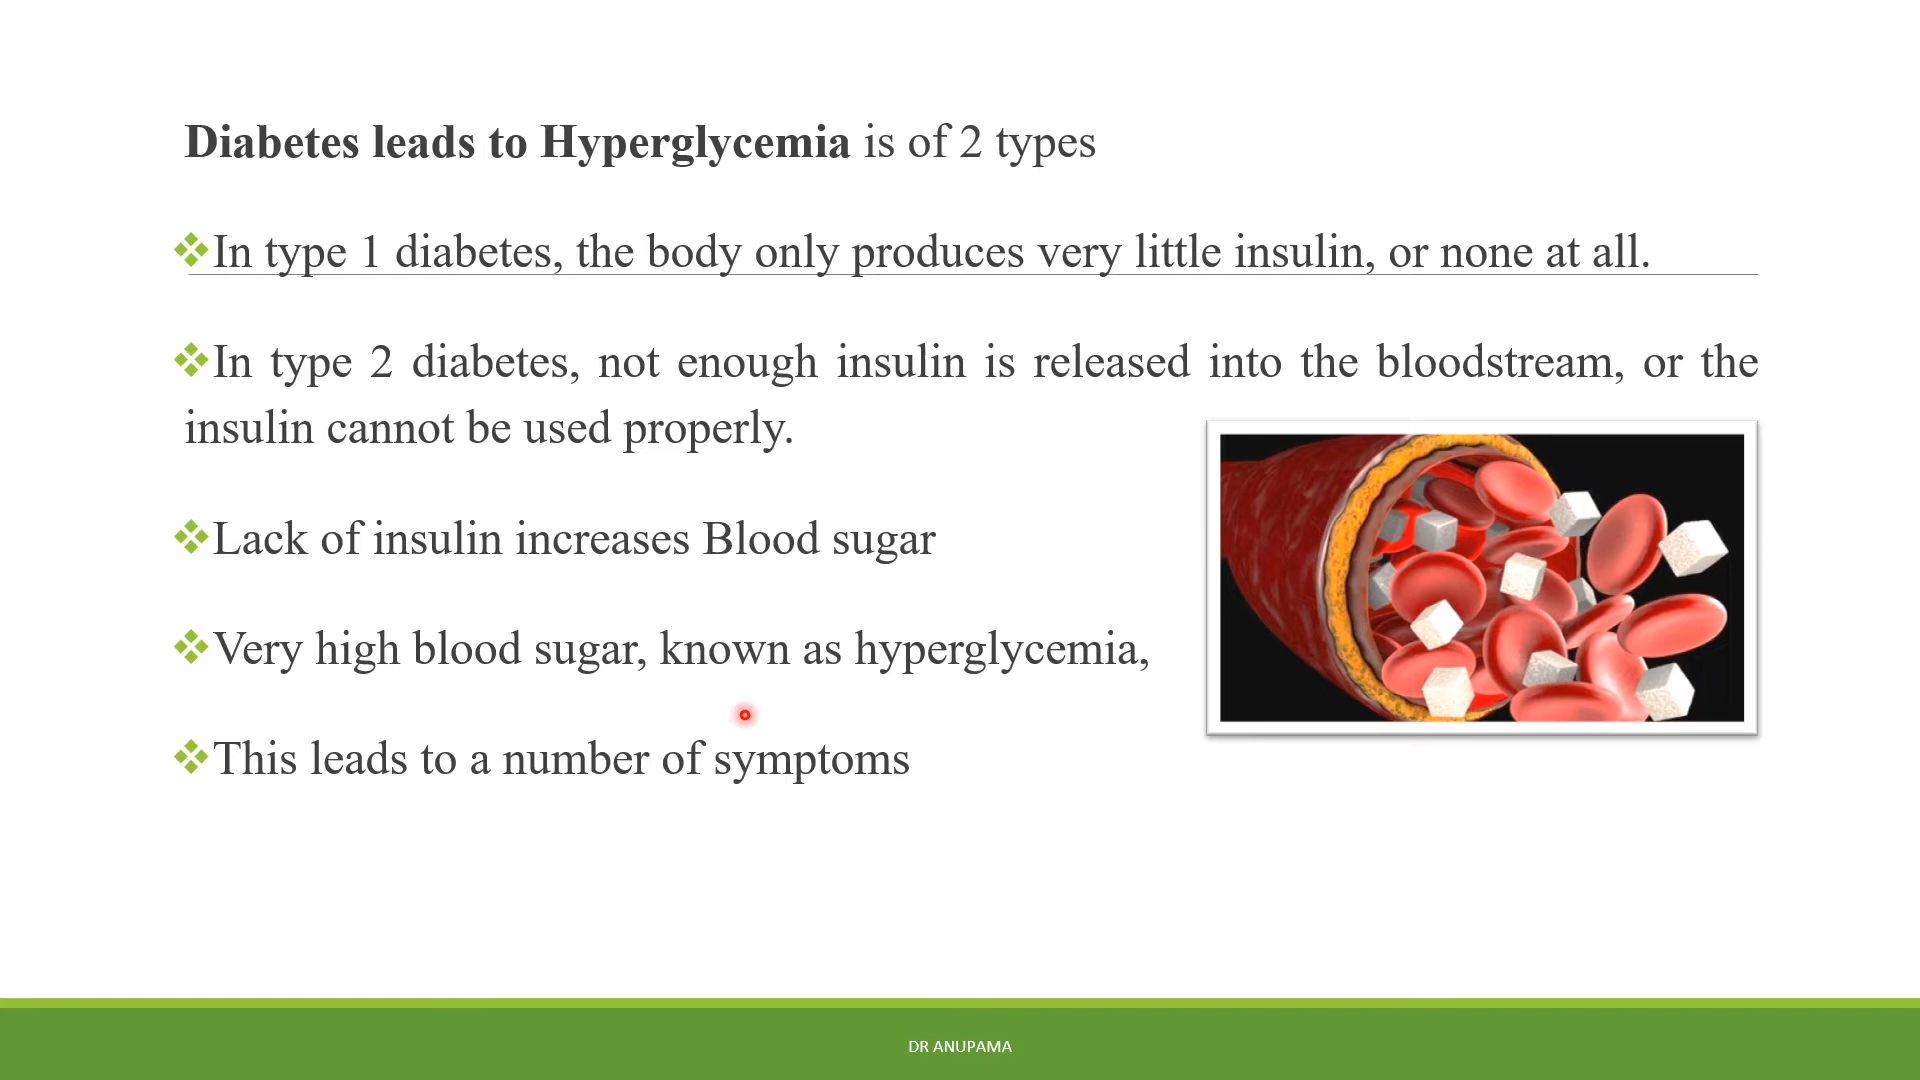 Diabetes leads to Hyperglycemia is of 2 types
In type 1 diabetes, the body only produces very little insulin, or none at all.
In type 2 diabetes, not enough insulin is released into the bloodstream, or the
insulin cannot be used properly.
Lack of insulin increases Blood sugar
Very high blood sugar, known as hyperglycemia,
This leads to a number of symptoms
DR ANUPAMA